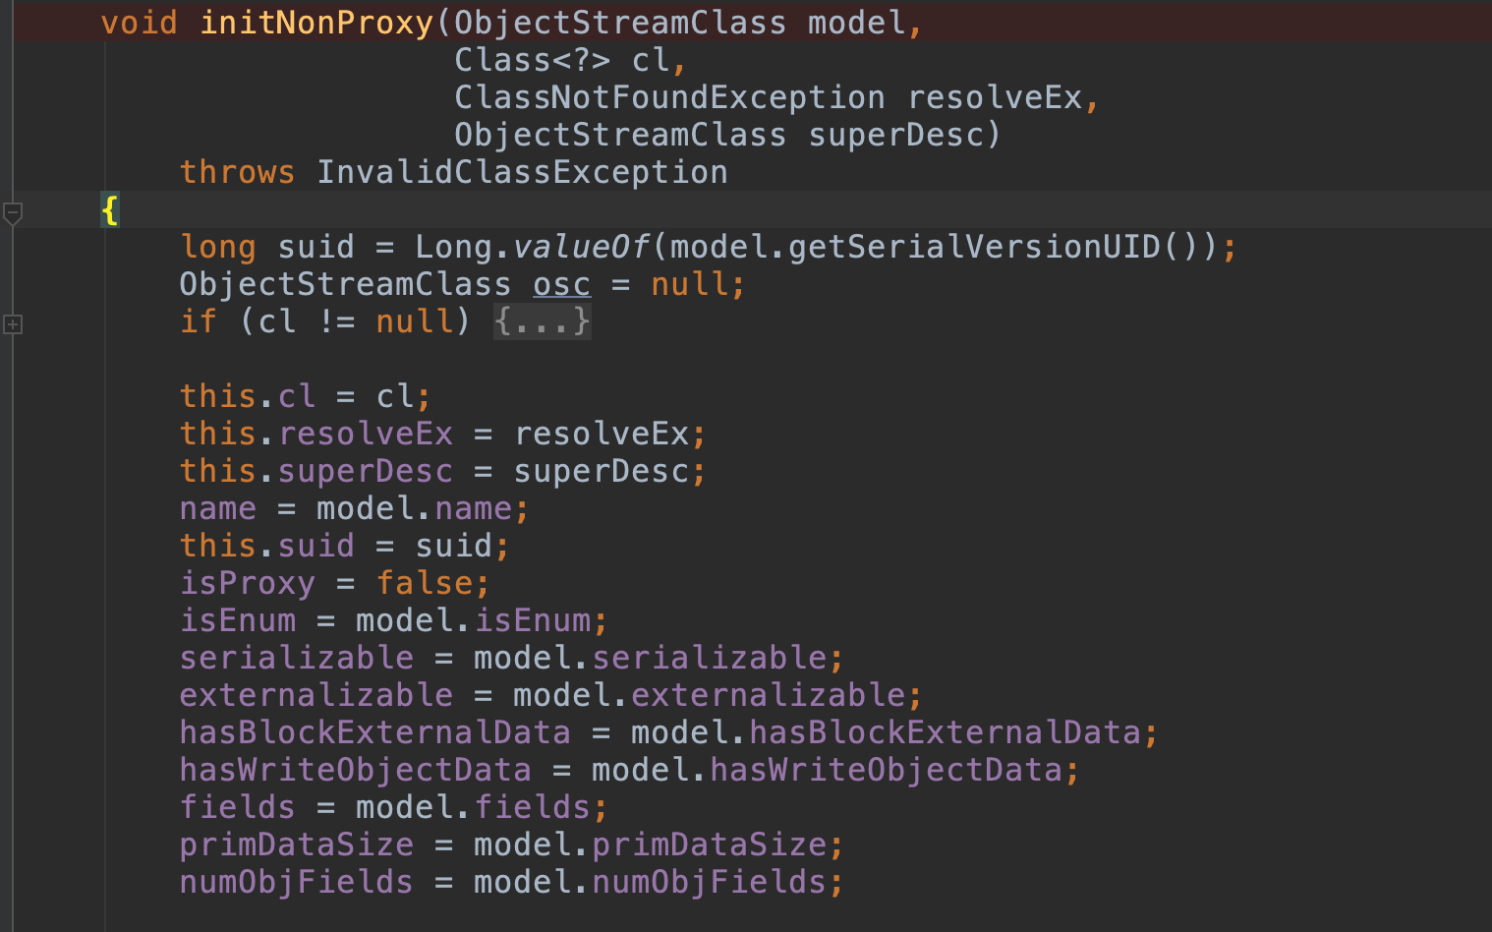 void initNonProxy(ObjectStreamClass model,
Class<?> cl,
ClassNotFoundException resolveEx,
ObjectStreamClass superDesc)
throws InvalidClassException
{
long suid = Long.valueOf(model.getSerialVersionUID());
ObjectStreamClass osc = null;
if (cl != null) {...}
this.cl = cl;
this.resolveEx = resolveEx;
this.superDesc = superDesc;
name = model.name;
this.suid = suid;
isProxy = false;
isEnum = model.isEnum;
serializable = model.serializable;
externalizable = model.externalizable;
hasBlockExternalData = model.hasBlockExternalData;
hasWriteObjectData = model.hasWriteObjectData;
fields = model.fields;
primDataSize = model.primDataSize;
numObjFields = model.numObjFields;